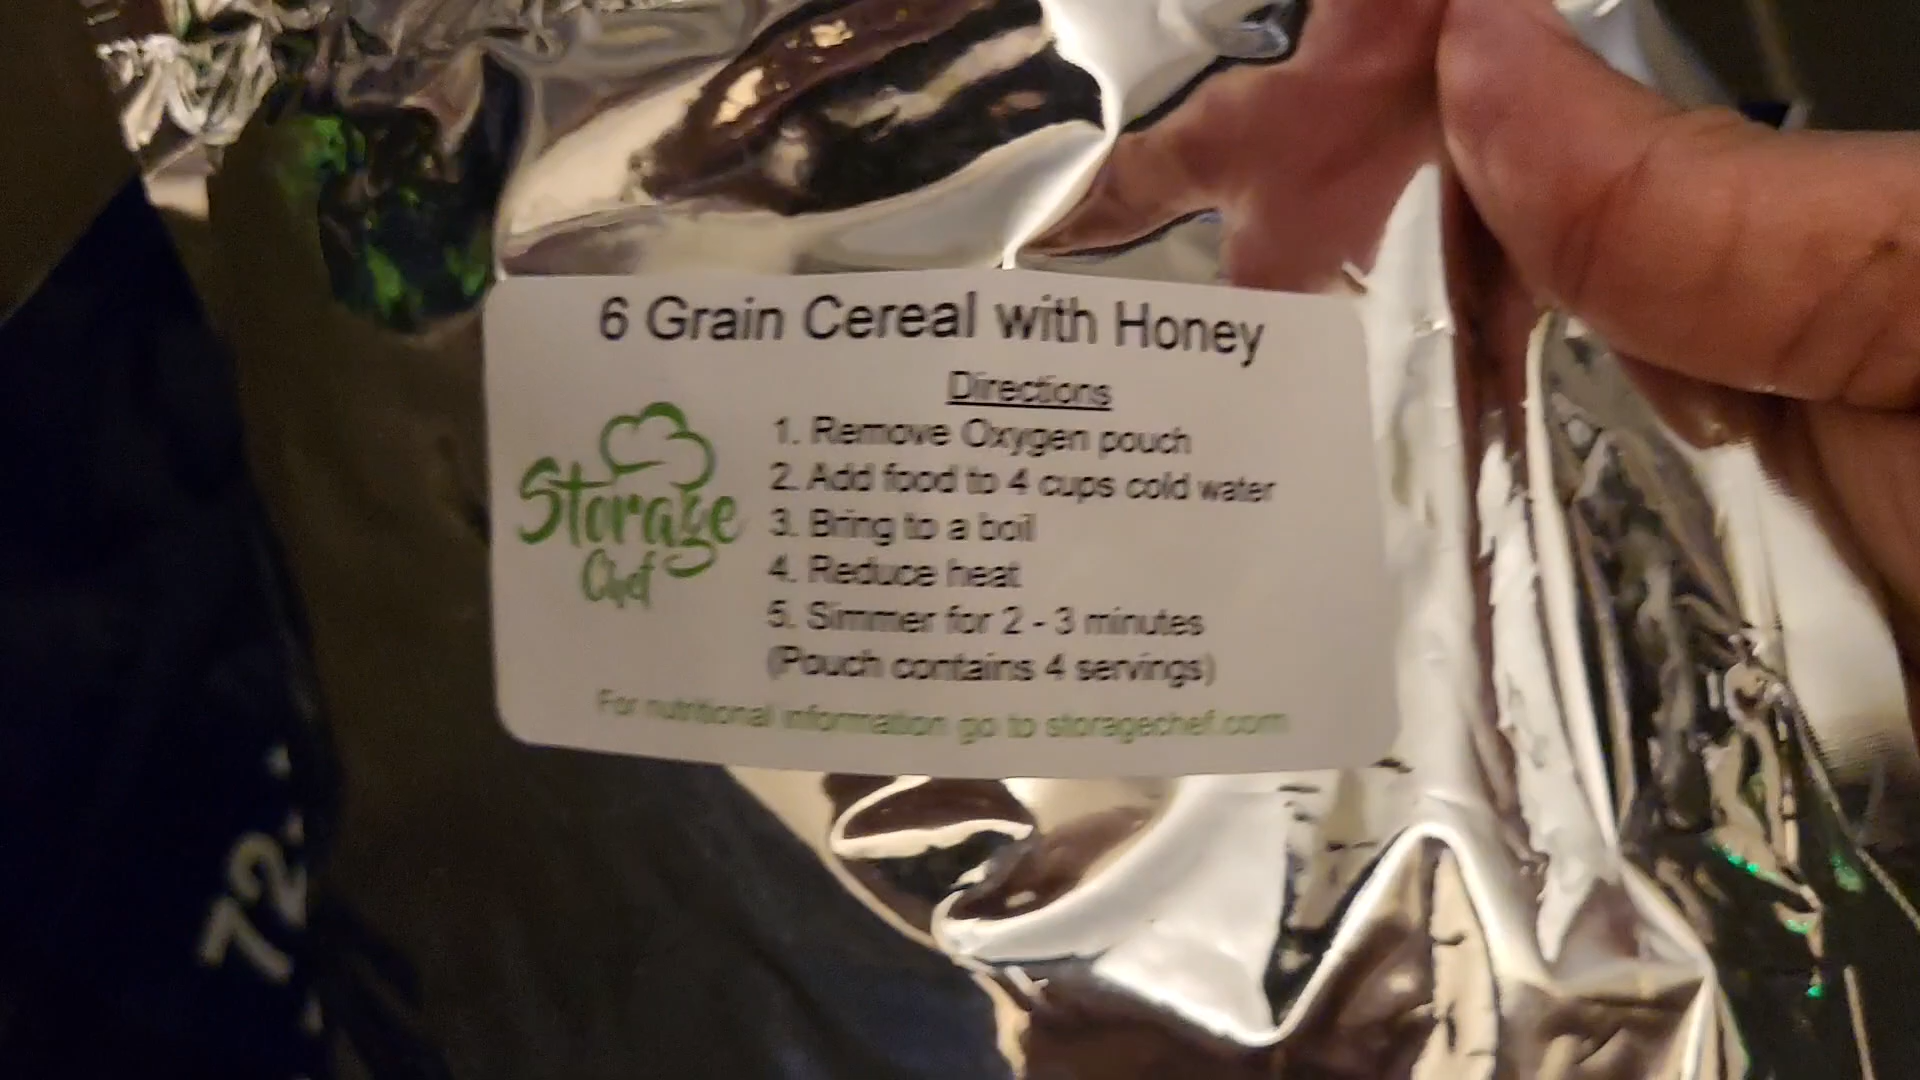 6 Grain Cereal with Honey
Directions
1. Remove Oxygen pouch
2. Add food to 4 cups cold water
3. Bring to a boil
4. Reduce heat
5. Simmer for 2 - 3 minutes
(Pouch contains 4 servings)
For nutritional information go to storagechef.com
Storage
Chef
72